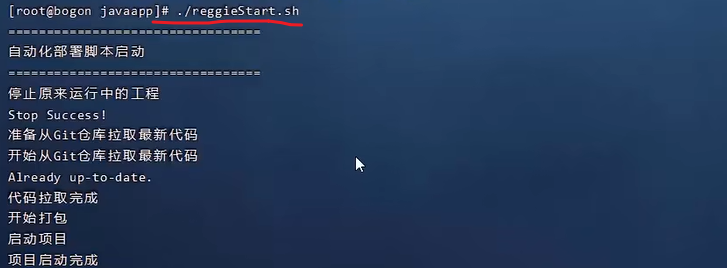 [root@bogon javaapp]# ./reggieStart.sh
=================================
自动化部署脚本启动
=================================
停止原来运行中的工程
Stop Success!
准备从Git仓库拉取最新代码
开始从Git仓库拉取最新代码
Already up-to-date.
代码拉取完成
开始打包
启动项目
项目启动完成